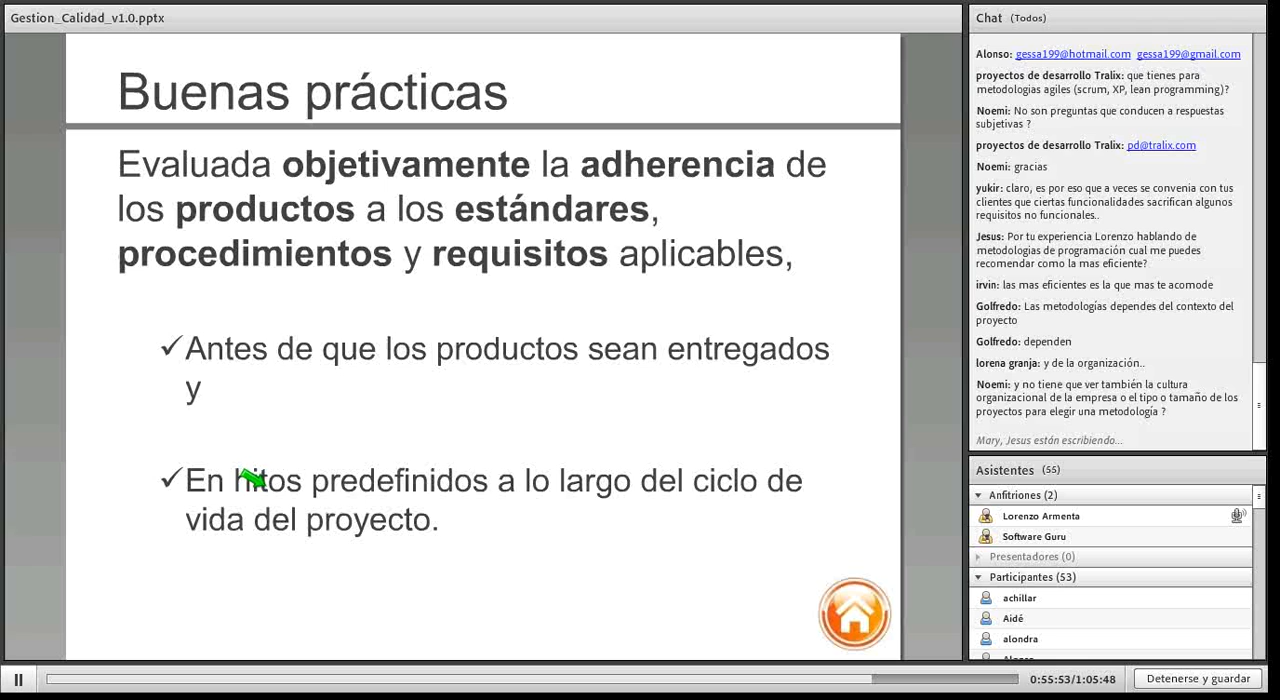 Gestion_Calidad_v1.0.pptx
Buenas prácticas
Evaluada objetivamente la adherencia de
los productos a los estándares,
procedimientos y requisitos aplicables,
✓Antes de que los productos sean entregados
y
✓En hitos predefinidos a lo largo del ciclo de
vida del proyecto.
Chat (Todos)
Alonso: gessa199@hotmail.com gessa199@gmail.com
proyectos de desarrollo Tralix: que tienes para
metodologias agiles (scrum, XP, lean programming)?
Noemi: No son preguntas que conducen a respuestas
subjetivas ?
proyectos de desarrollo Tralix: pd@tralix.com
Noemi: gracias
yukir: claro, es por eso que a veces se convenia con tus
clientes que ciertas funcionalidades sacrifican algunos
requisitos no funcionales..
Jesus: Por tu experiencia Lorenzo hablando de
metodologias de programación cual me puedes
recomendar como la mas eficiente?
irvin: las mas eficientes es la que mas te acomode
Golfredo: Las metodologías dependes del contexto del
proyecto
Golfredo: dependen
lorena granja: y de la organización..
Noemi: y no tiene que ver también la cultura
organizacional de la empresa o el tipo o tamaño de los
proyectos para elegir una metodología ?
Mary, Jesus están escribiendo...
Asistentes (55)
Anfitriones (2)
Lorenzo Armenta
Software Guru
Presentadores (0)
Participantes (53)
achillar
Aidé
alondra
0:55:53/1:05:48
Detenerse y guardar